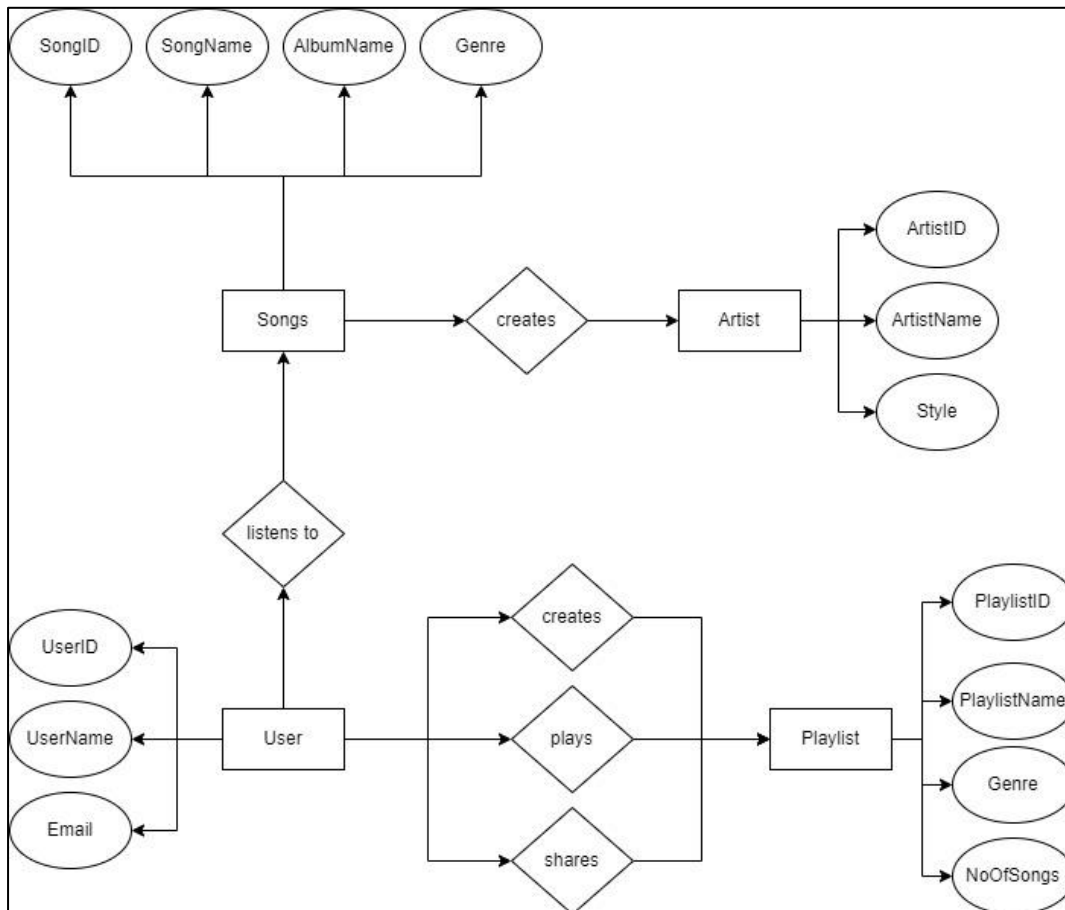 SongID
SongName
AlbumName
Genre
Songs
creates
Artist
ArtistID
ArtistName
Style
listens to
UserID
UserName
Email
User
creates
plays
shares
Playlist
PlaylistID
PlaylistName
Genre
NoOfSongs